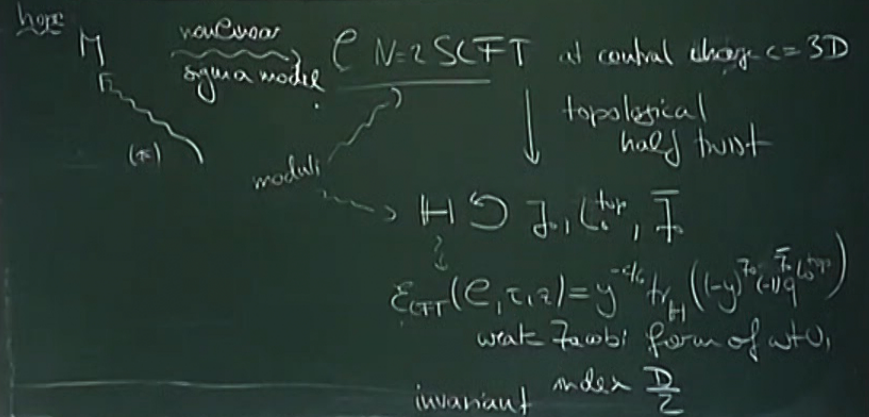 hope
M nonlinear sigma model C N=2 SCFT at central charge c=3D
topological
half twist
(*)
moduli
H ↺ J₀, L₀^top, J̄₀
ℰ_CFT(C,τ,z) = y^{-c/6} tr_H((-y)^{J₀}(-1)^{J̄₀} q^{L₀^top})
weak Jacobi form of wt 0,
invariant index D/2